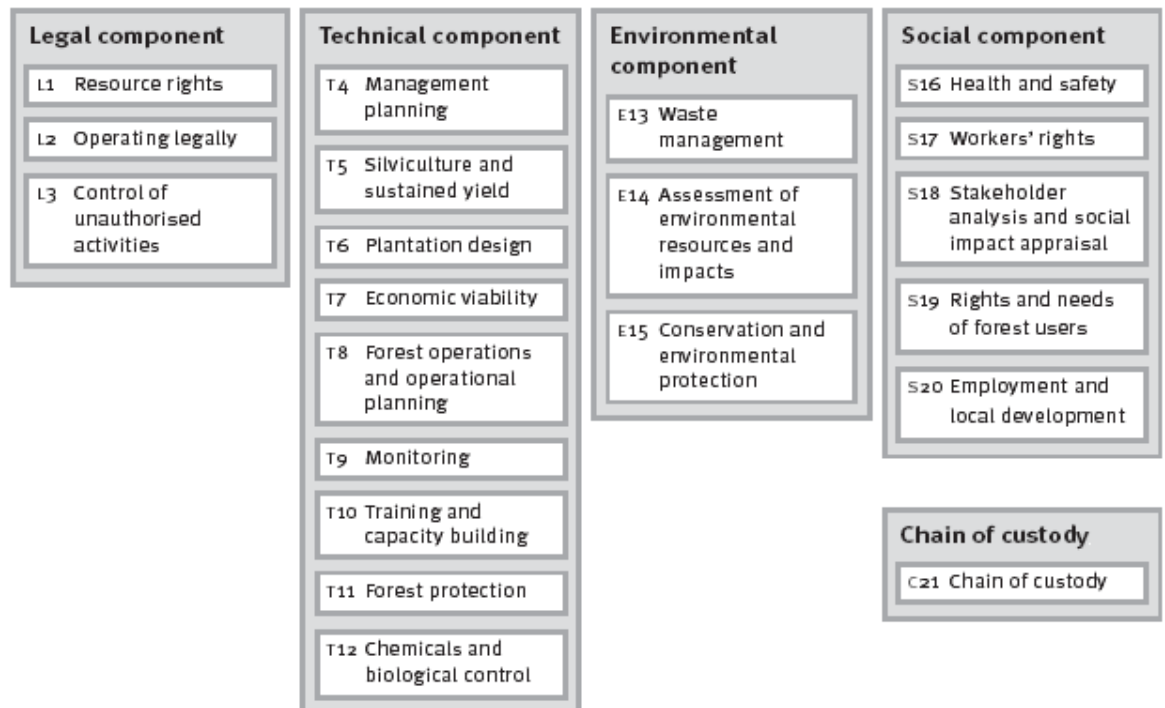 Legal component
L1 Resource rights
L2 Operating legally
L3 Control of
unauthorised
activities
Technical component
T4 Management
planning
T5 Silviculture and
sustained yield
T6 Plantation design
T7 Economic viability
T8 Forest operations
and operational
planning
T9 Monitoring
T10 Training and
capacity building
T11 Forest protection
T12 Chemicals and
biological control
Environmental
component
E13 Waste
management
E14 Assessment of
environmental
resources and
impacts
E15 Conservation and
environmental
protection
Social component
S16 Health and safety
S17 Workers’ rights
S18 Stakeholder
analysis and social
impact appraisal
S19 Rights and needs
of forest users
S20 Employment and
local development
Chain of custody
C21 Chain of custody